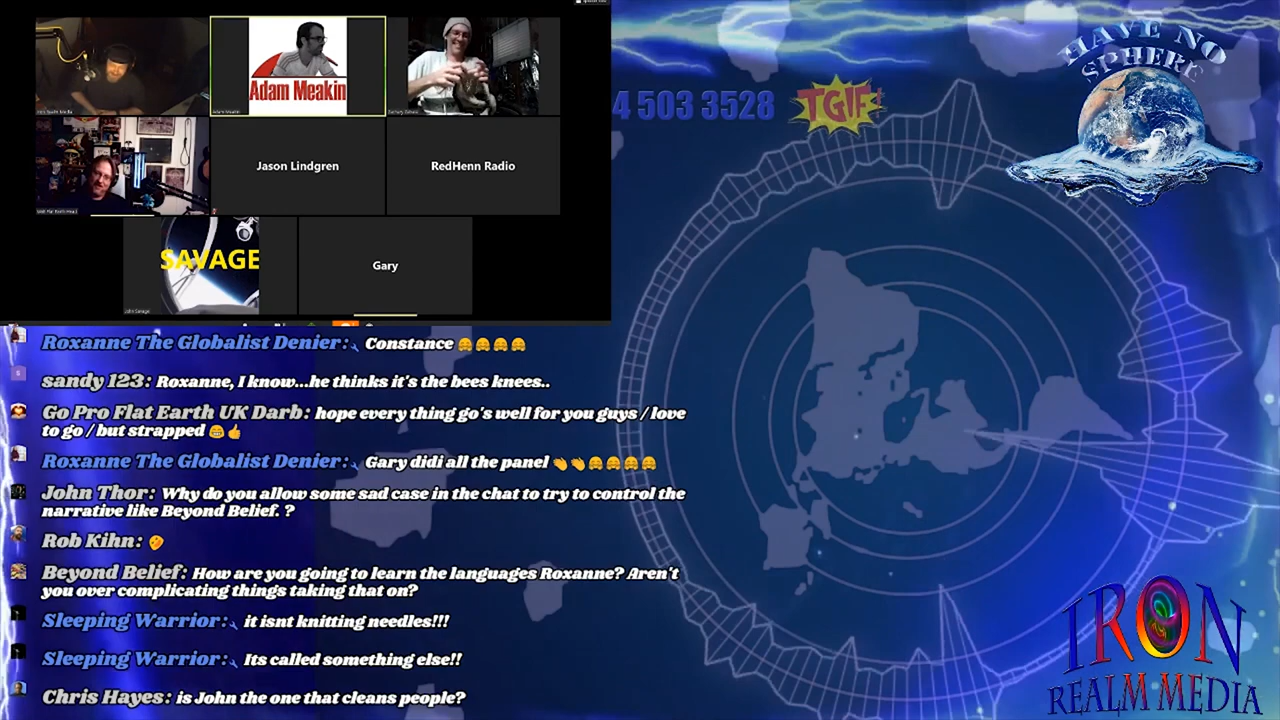 Adam Meakin
Jason Lindgren
RedHenn Radio
SAVAGE
John Savage
Gary
4 503 3528
TGIF
HAVE NO
SPHERE
Roxanne The Globalist Denier: Constance 🤗🤗🤗🤗
sandy 123: Roxanne, I know...he thinks it's the bees knees..
Go Pro Flat Earth UK Darb: hope every thing go's well for you guys / love
to go / but strapped 😁👍
Roxanne The Globalist Denier: Gary didi all the panel 👏👏🤗🤗🤗🤗
John Thor: Why do you allow some sad case in the chat to try to control the
narrative like Beyond Belief. ?
Rob Kihn: 🤔
Beyond Belief: How are you going to learn the languages Roxanne? Aren't
you over complicating things taking that on?
Sleeping Warrior: it isnt knitting needles!!!
Sleeping Warrior: Its called something else!!
Chris Hayes: is John the one that cleans people?
IRON
REALM MEDIA